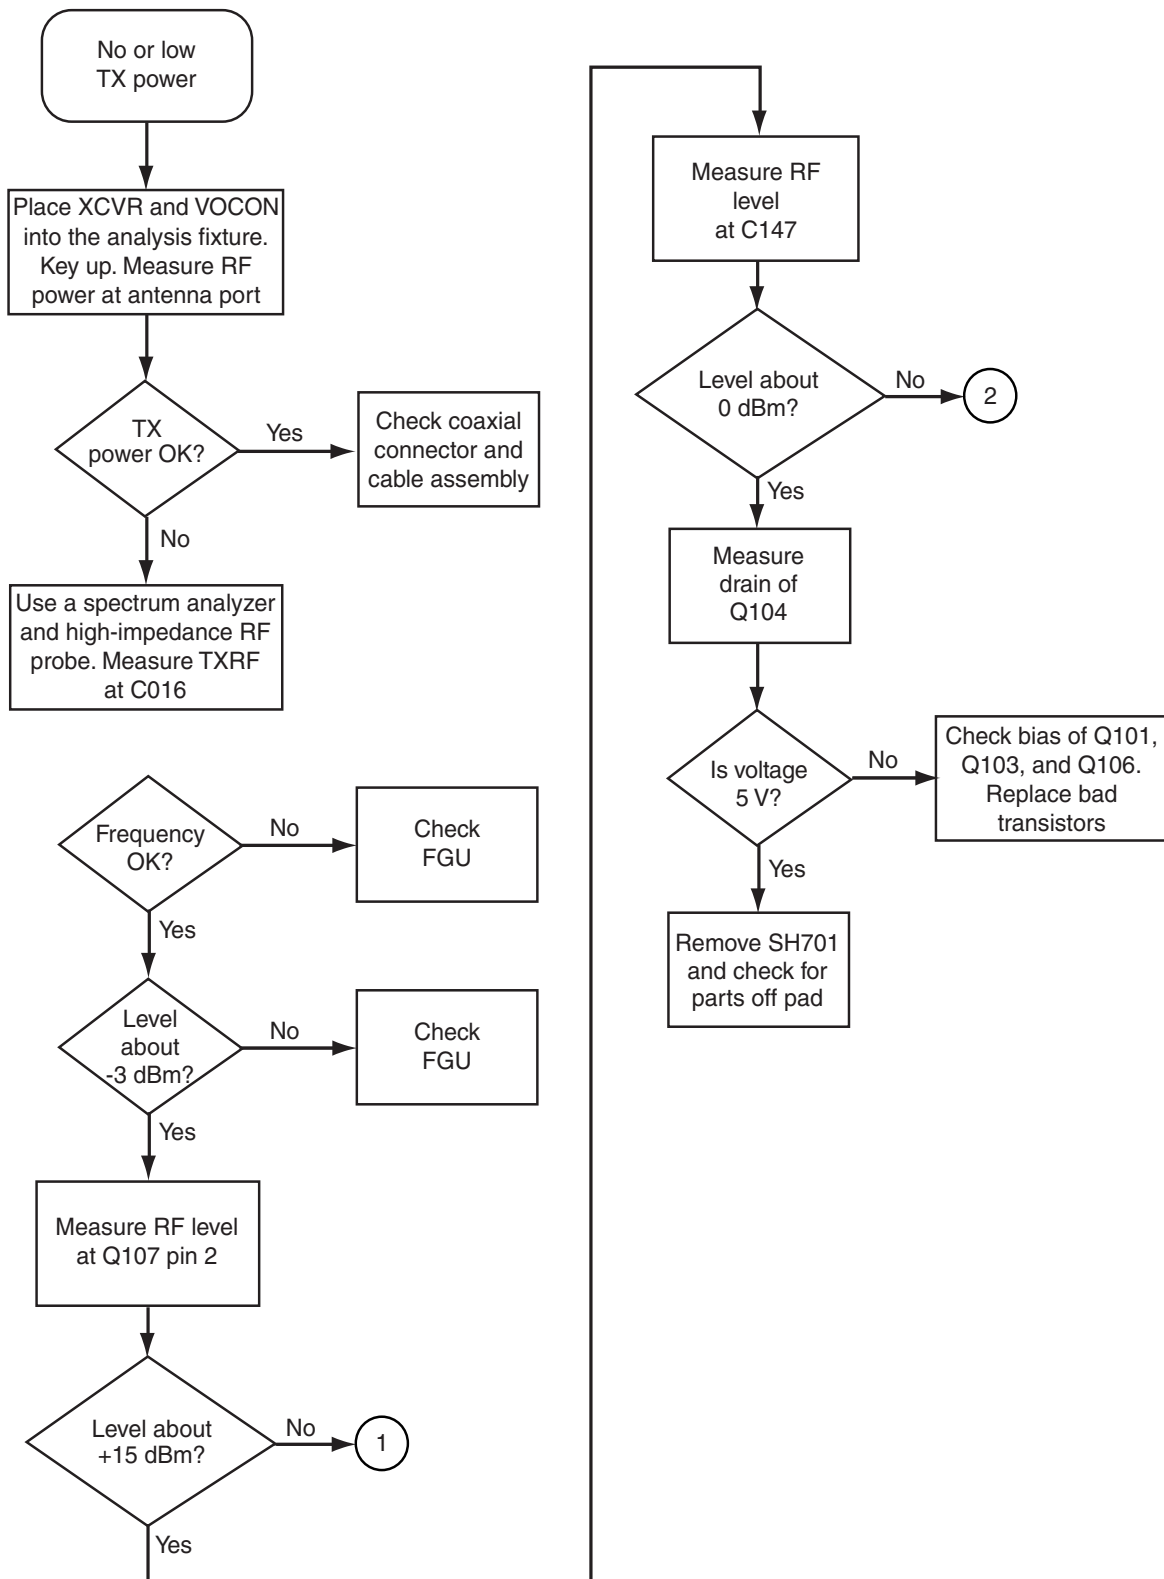 No or low
TX power
Place XCVR and VOCON
into the analysis fixture.
Key up. Measure RF
power at antenna port
TX
power OK?
Yes
Check coaxial
connector and
cable assembly
No
Use a spectrum analyzer
and high-impedance RF
probe. Measure TXRF
at C016
Frequency
OK?
No
Check
FGU
Yes
Level
about
-3 dBm?
No
Check
FGU
Yes
Measure RF level
at Q107 pin 2
Level about
+15 dBm?
No
1
Yes
Measure RF
level
at C147
Level about
0 dBm?
No
2
Yes
Measure
drain of
Q104
Is voltage
5 V?
No
Check bias of Q101,
Q103, and Q106.
Replace bad
transistors
Yes
Remove SH701
and check for
parts off pad